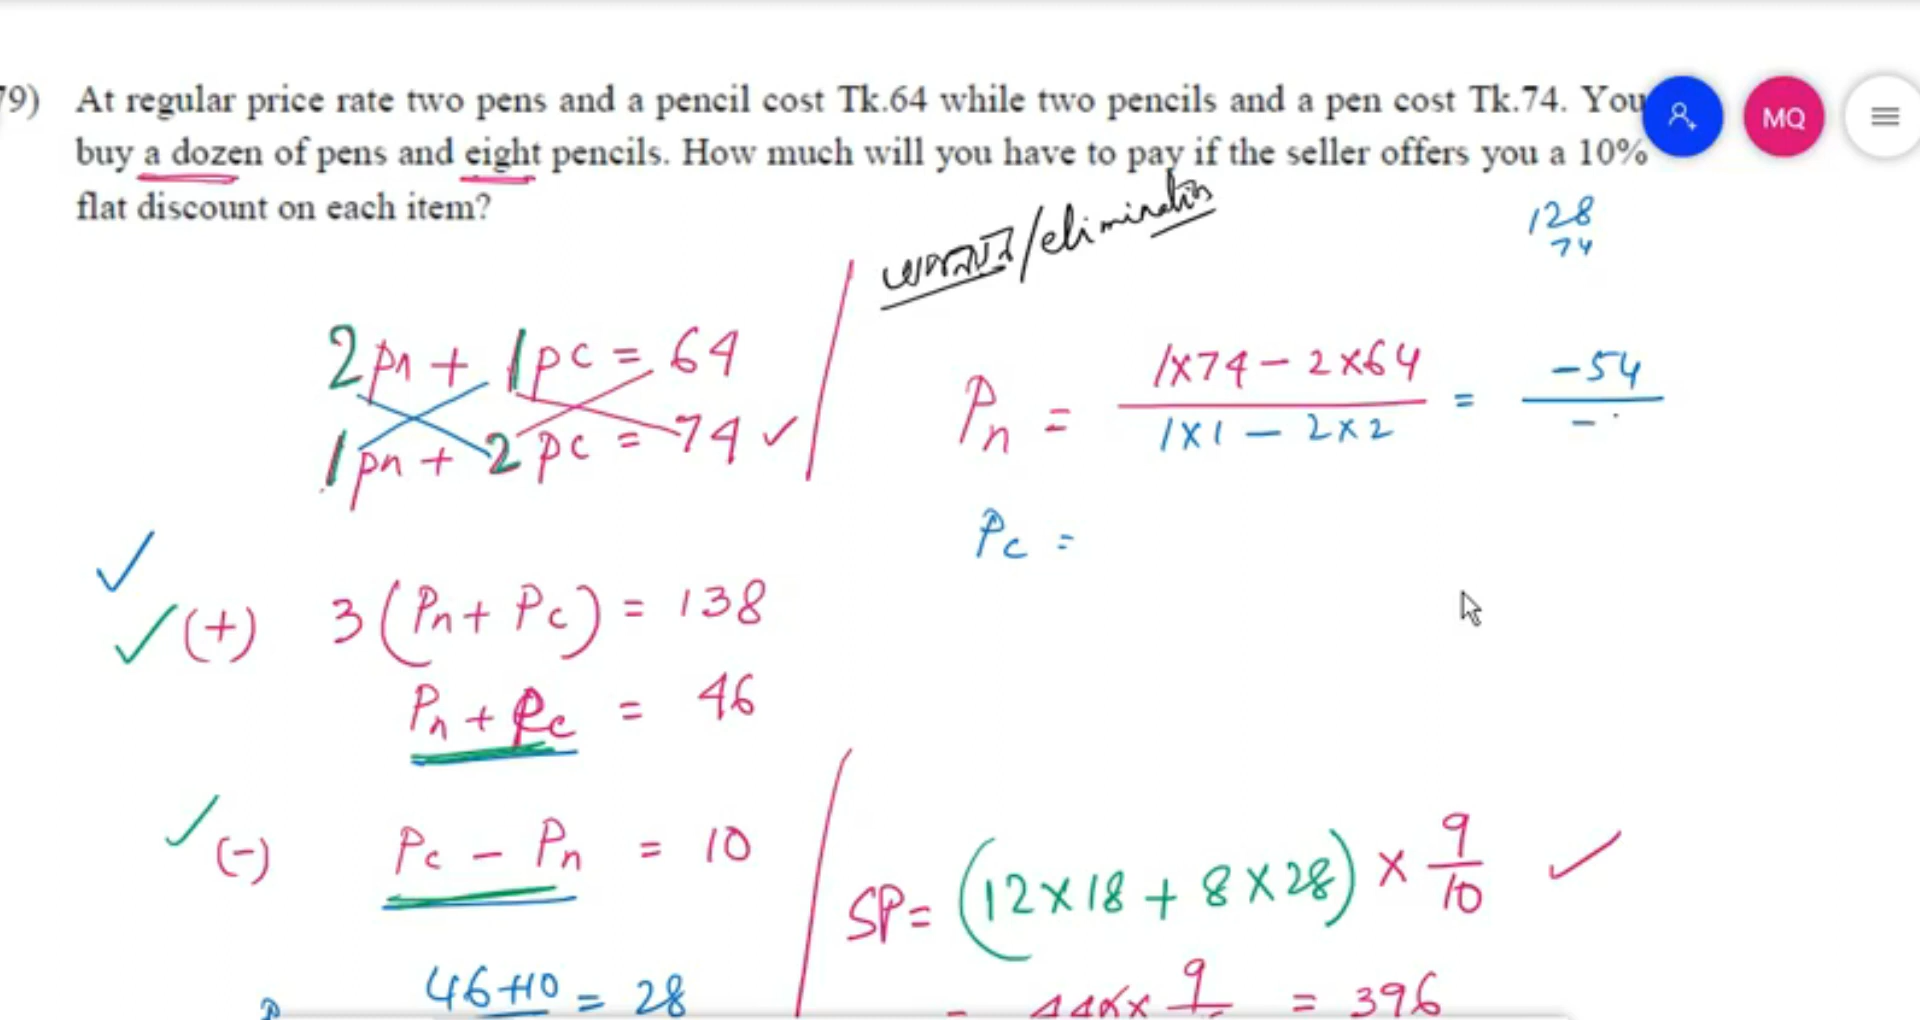 79) At regular price rate two pens and a pencil cost Tk.64 while two pencils and a pen cost Tk.74. You
buy a dozen of pens and eight pencils. How much will you have to pay if the seller offers you a 10%
flat discount on each item?
MQ
/elimination
128
74
2pn + 1pc = 64
1pn + 2pc = 74 ✓
Pn = 1×74 - 2×64 / 1×1 - 2×2 = -54 / -
Pc =
✓
✓ (+) 3(Pn + Pc) = 138
Pn + Pc = 46
✓ (-) Pc - Pn = 10
SP = (12×18 + 8×28) × 9/10 ✓
46+10 = 28
= × 9 = 396